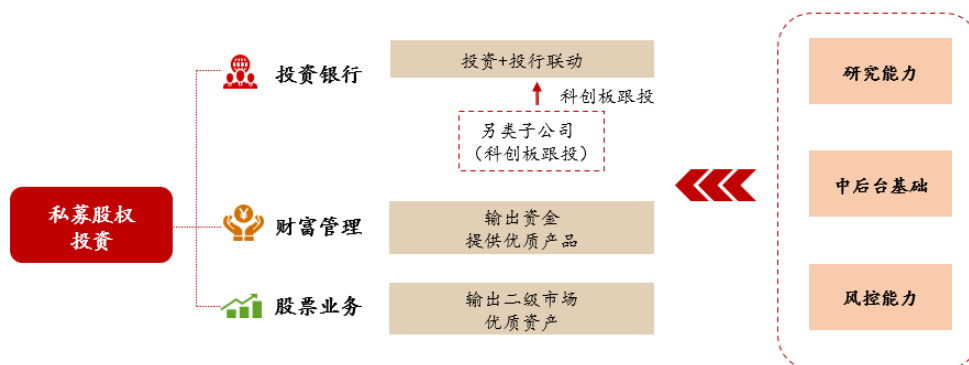 私募股权
投资
投资银行
投资+投行联动
科创板跟投
另类子公司
（科创板跟投）
财富管理
输出资金
提供优质产品
股票业务
输出二级市场
优质资产
研究能力
中后台基础
风控能力